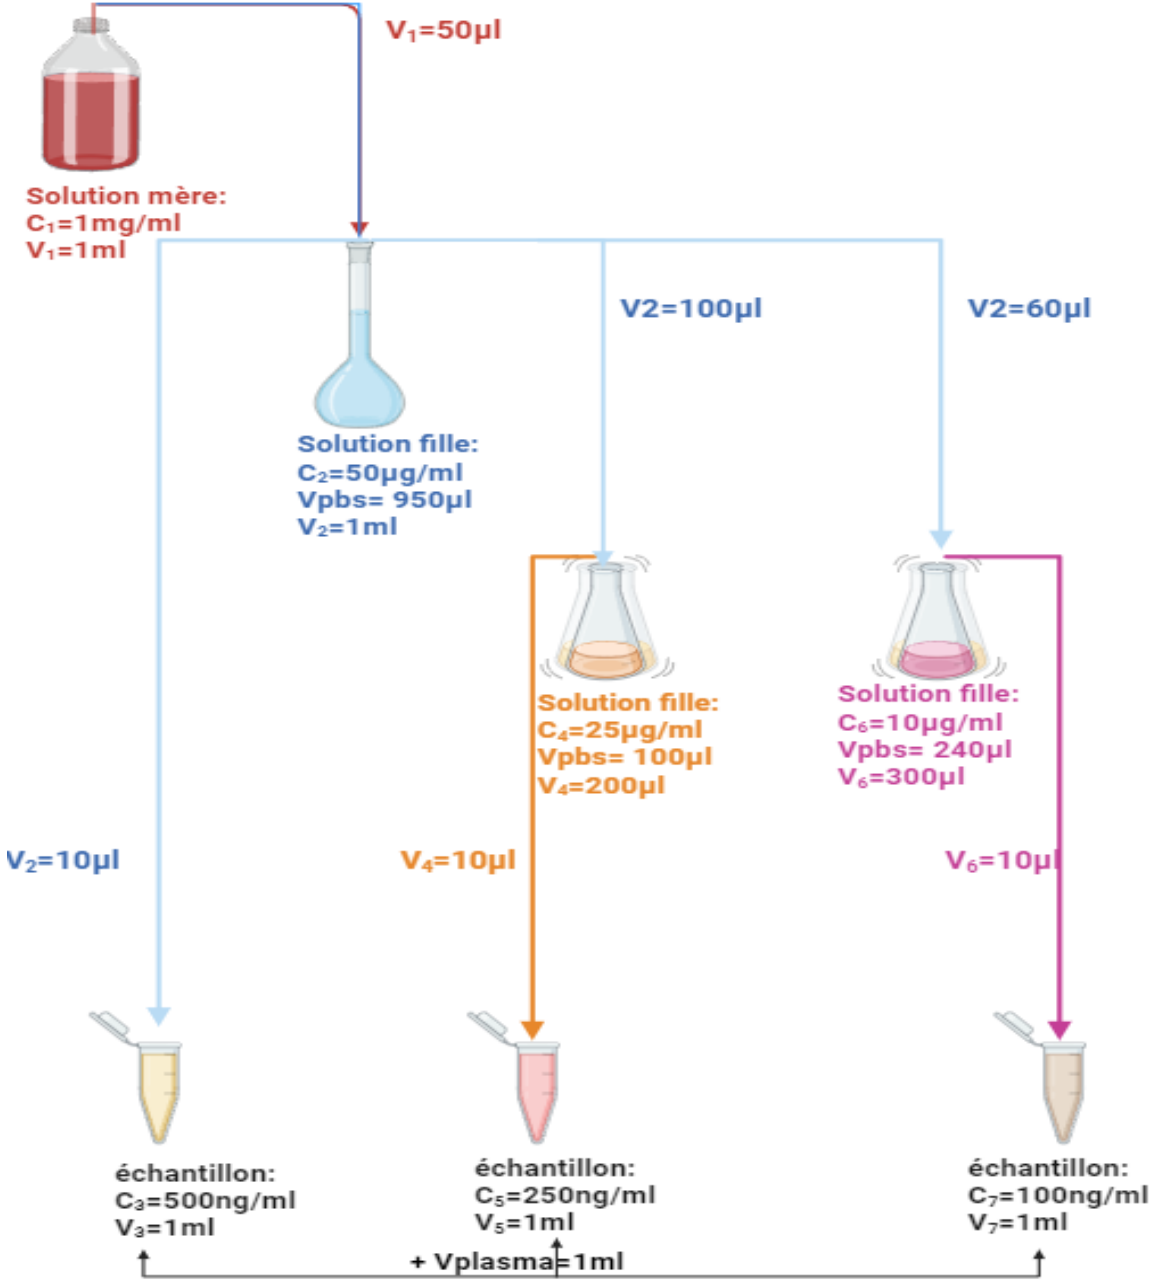 V₁=50µl
Solution mère:
C₁=1mg/ml
V₁=1ml
V2=100µl
V2=60µl
Solution fille:
C₂=50µg/ml
Vpbs= 950µl
V₂=1ml
Solution fille:
C₄=25µg/ml
Vpbs= 100µl
V₄=200µl
Solution fille:
C₆=10µg/ml
Vpbs= 240µl
V₆=300µl
V₂=10µl
V₄=10µl
V₆=10µl
échantillon:
C₃=500ng/ml
V₃=1ml
échantillon:
C₅=250ng/ml
V₅=1ml
échantillon:
C₇=100ng/ml
V₇=1ml
+ Vplasma=1ml